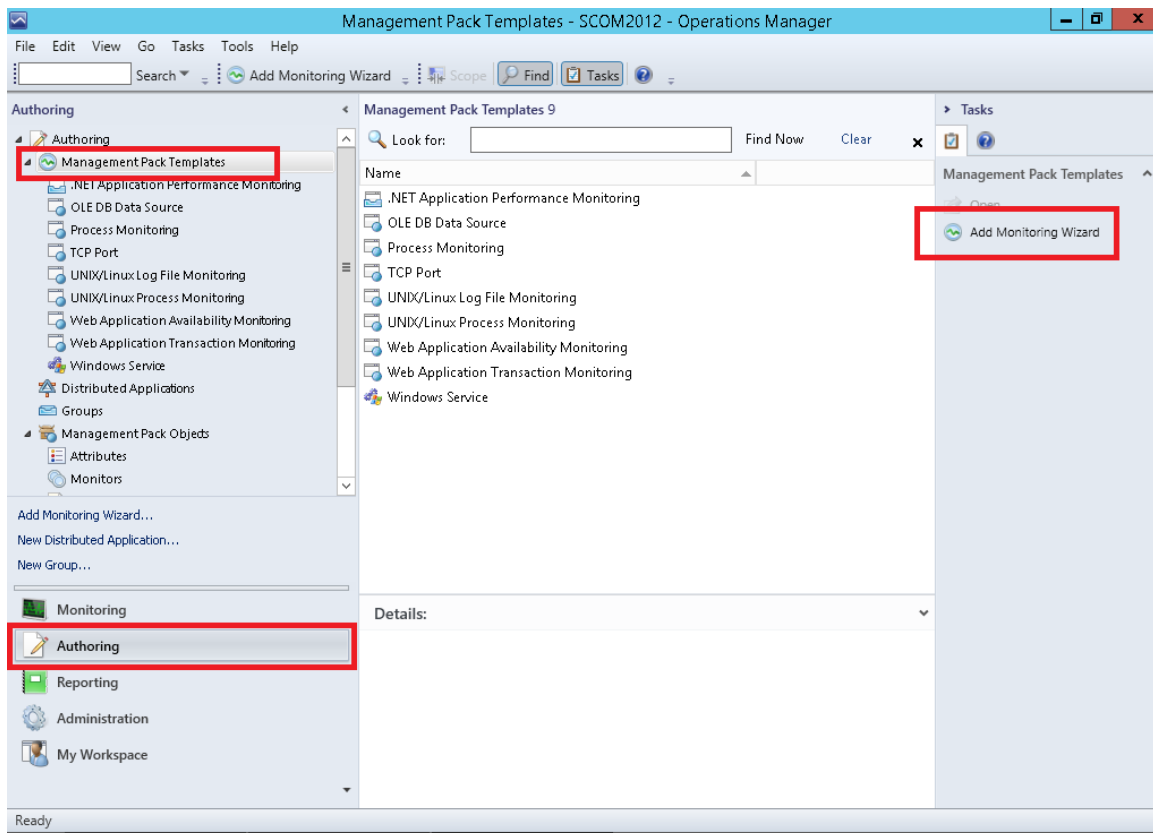 Management Pack Templates - SCOM2012 - Operations Manager
File Edit View Go Tasks Tools Help
Search Add Monitoring Wizard Scope Find Tasks
Authoring
Authoring
Management Pack Templates
.NET Application Performance Monitoring
OLE DB Data Source
Process Monitoring
TCP Port
UNIX/Linux Log File Monitoring
UNIX/Linux Process Monitoring
Web Application Availability Monitoring
Web Application Transaction Monitoring
Windows Service
Distributed Applications
Groups
Management Pack Objects
Attributes
Monitors
Add Monitoring Wizard...
New Distributed Application...
New Group...
Monitoring
Authoring
Reporting
Administration
My Workspace
Management Pack Templates 9
Look for: Find Now Clear x
Name
.NET Application Performance Monitoring
OLE DB Data Source
Process Monitoring
TCP Port
UNIX/Linux Log File Monitoring
UNIX/Linux Process Monitoring
Web Application Availability Monitoring
Web Application Transaction Monitoring
Windows Service
Details:
Tasks
Management Pack Templates
Open
Add Monitoring Wizard
Ready